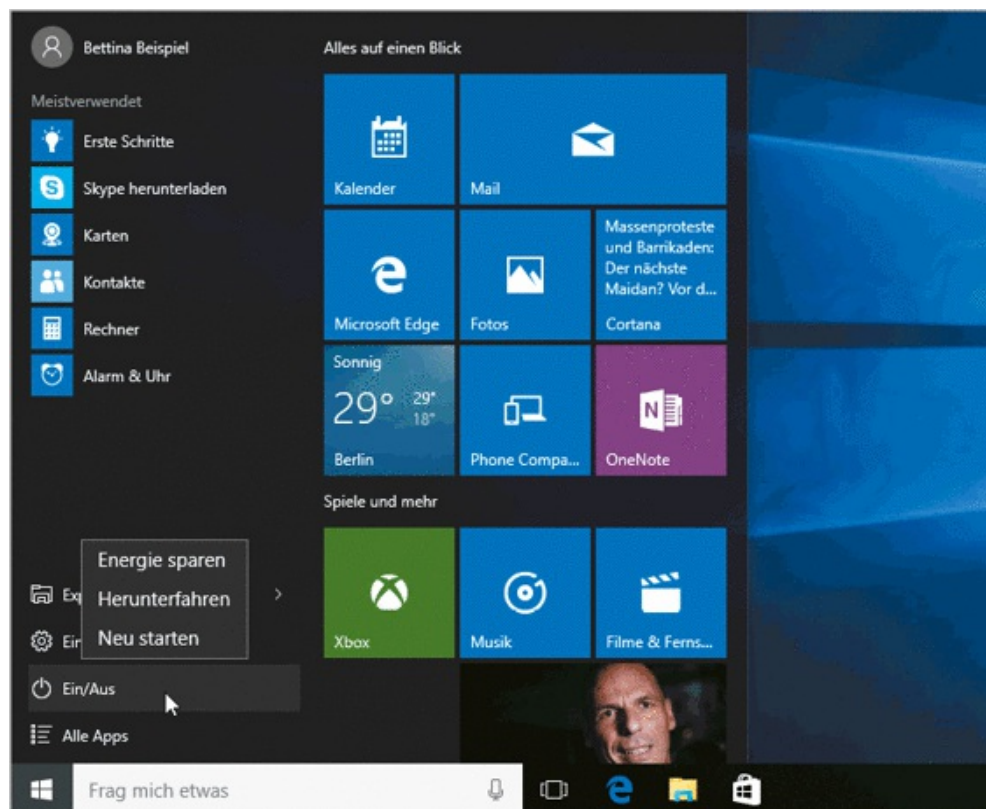 Bettina Beispiel
Meistverwendet
Erste Schritte
Skype herunterladen
Karten
Kontakte
Rechner
Alarm & Uhr
Energie sparen
Herunterfahren
Neu starten
Ein/Aus
Alle Apps
Frag mich etwas
Alles auf einen Blick
Kalender
Mail
Microsoft Edge
Fotos
Massenproteste
und Barrikaden:
Der nächste
Maidan? Vor d...
Cortana
Sonnig
29° 29°
18°
Berlin
Phone Compa...
OneNote
Spiele und mehr
Xbox
Musik
Filme & Ferns...